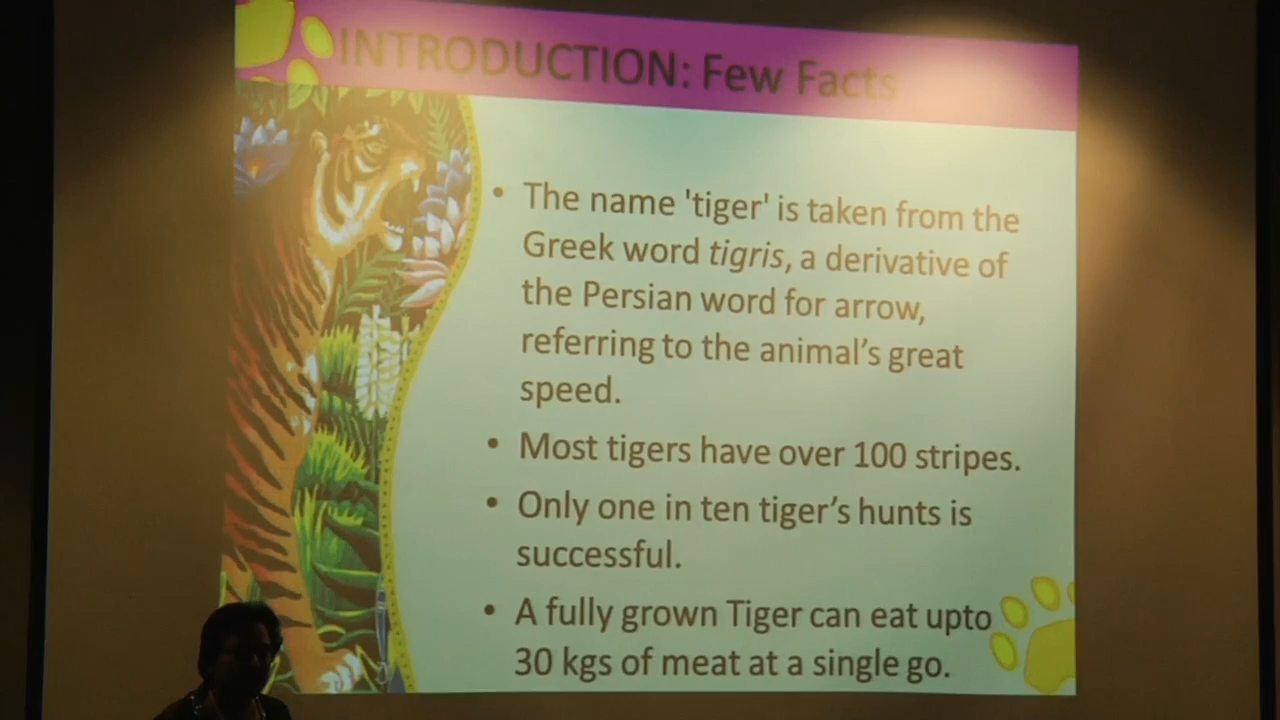 INTRODUCTION: Few Facts
• The name 'tiger' is taken from the
Greek word tigris, a derivative of
the Persian word for arrow,
referring to the animal’s great
speed.
• Most tigers have over 100 stripes.
• Only one in ten tiger’s hunts is
successful.
• A fully grown Tiger can eat upto
30 kgs of meat at a single go.